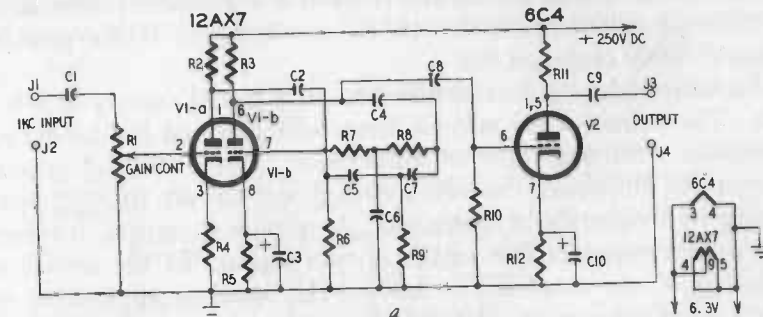 12AX7
6C4
+ 250V DC
R2
R3
R11
C8
C9
J3
J1
C1
C2
V1-a
1
6
V1-b
C4
1,5
V2
1KC INPUT
R1
2
7
R7
R8
6
OUTPUT
J2
GAIN CONT
V1-b
C5
C7
J4
3
8
7
6C4
3 4
R10
C6
R4
R5
+
C3
R6
R9
R12
+
C10
12AX7
4 9 5
6.3V
a